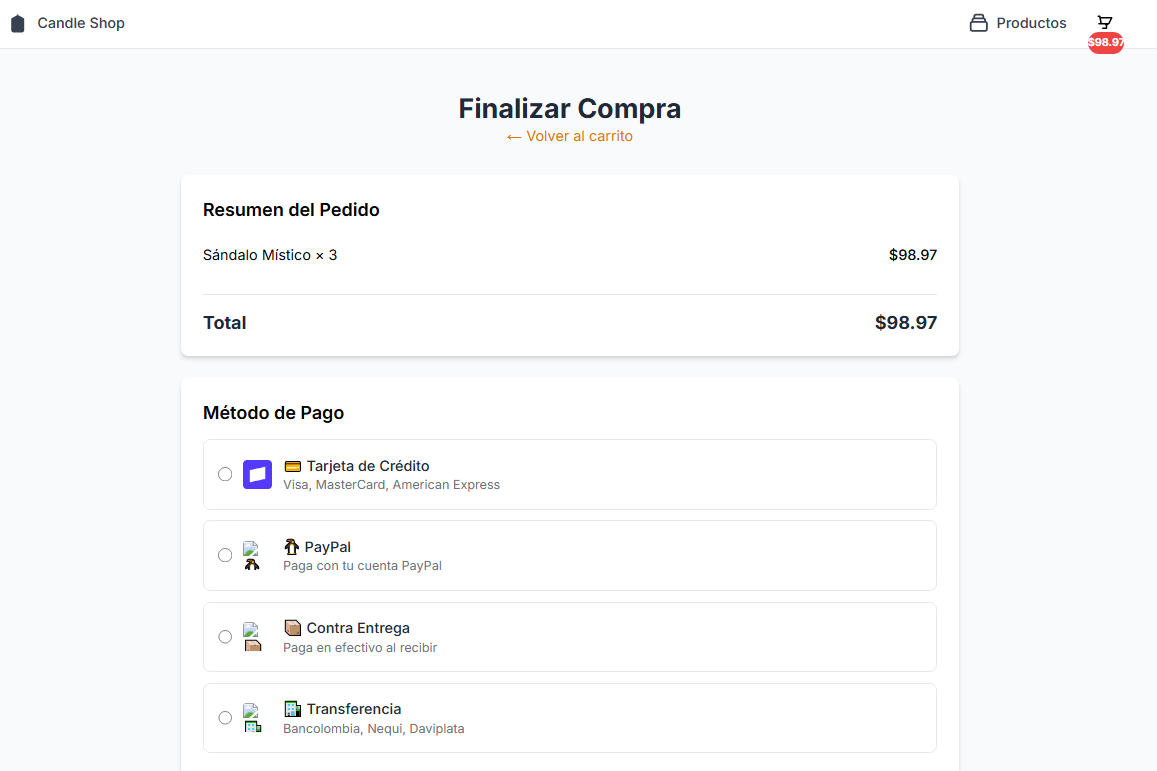 Candle Shop
Productos
$98.97
Finalizar Compra
← Volver al carrito
Resumen del Pedido
Sándalo Místico × 3 $98.97
Total $98.97
Método de Pago
💳 Tarjeta de Crédito
Visa, MasterCard, American Express
🐧 PayPal
Paga con tu cuenta PayPal
📦 Contra Entrega
Paga en efectivo al recibir
🏦 Transferencia
Bancolombia, Nequi, Daviplata